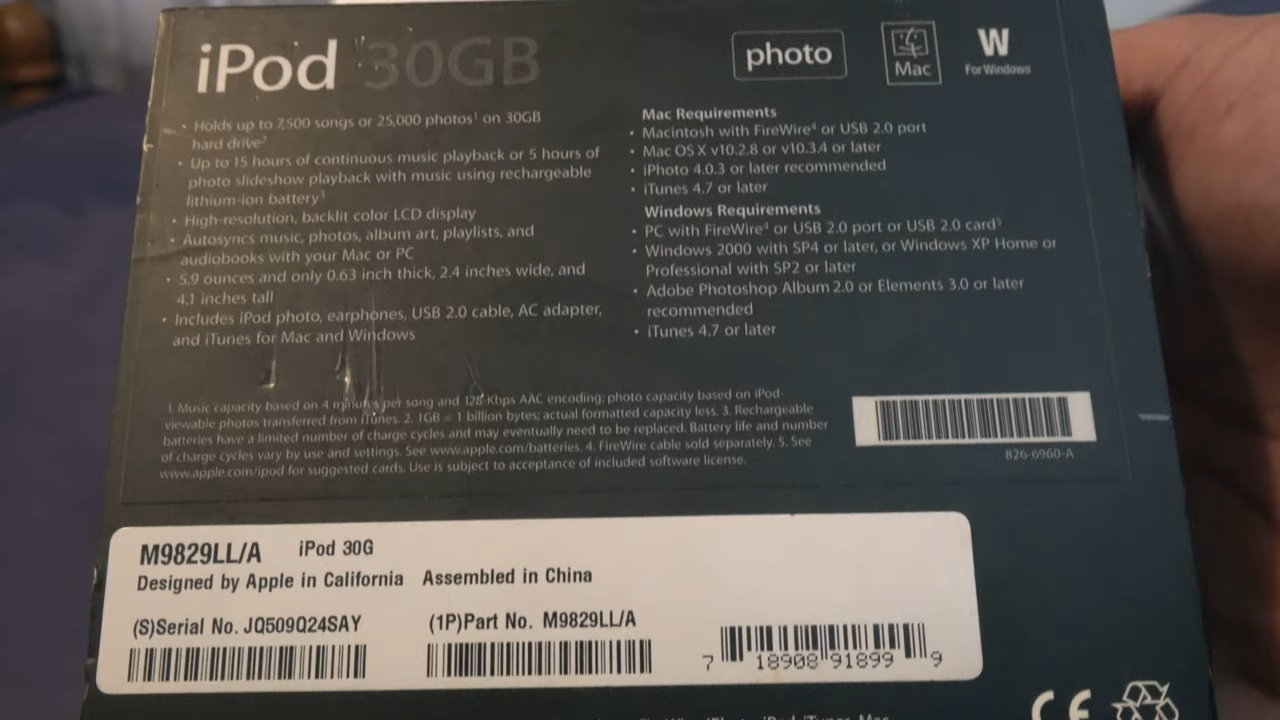 iPod 30GB
photo
Mac
W
For Windows
• Holds up to 7,500 songs or 25,000 photos¹ on 30GB
hard drive²
• Up to 15 hours of continuous music playback or 5 hours of
photo slideshow playback with music using rechargeable
lithium-ion battery³
• High-resolution, backlit color LCD display
• Autosyncs music, photos, album art, playlists, and
audiobooks with your Mac or PC
• 5.9 ounces and only 0.63 inch thick, 2.4 inches wide, and
4.1 inches tall
• Includes iPod photo, earphones, USB 2.0 cable, AC adapter,
and iTunes for Mac and Windows
Mac Requirements
• Macintosh with FireWire⁴ or USB 2.0 port
• Mac OS X v10.2.8 or v10.3.4 or later
• iPhoto 4.0.3 or later recommended
• iTunes 4.7 or later
Windows Requirements
• PC with FireWire⁴ or USB 2.0 port or USB 2.0 card⁵
• Windows 2000 with SP4 or later, or Windows XP Home or
Professional with SP2 or later
• Adobe Photoshop Album 2.0 or Elements 3.0 or later
recommended
• iTunes 4.7 or later
1. Music capacity based on 4 minutes per song and 128-Kbps AAC encoding; photo capacity based on iPod-
viewable photos transferred from iTunes. 2. 1GB = 1 billion bytes; actual formatted capacity less. 3. Rechargeable
batteries have a limited number of charge cycles and may eventually need to be replaced. Battery life and number
of charge cycles vary by use and settings. See www.apple.com/batteries. 4. FireWire cable sold separately. 5. See
www.apple.com/ipod for suggested cards. Use is subject to acceptance of included software license.
826-6960-A
M9829LL/A iPod 30G
Designed by Apple in California Assembled in China
(S)Serial No. JQ509Q24SAY
(1P)Part No. M9829LL/A
7 18908 91899 9
CE